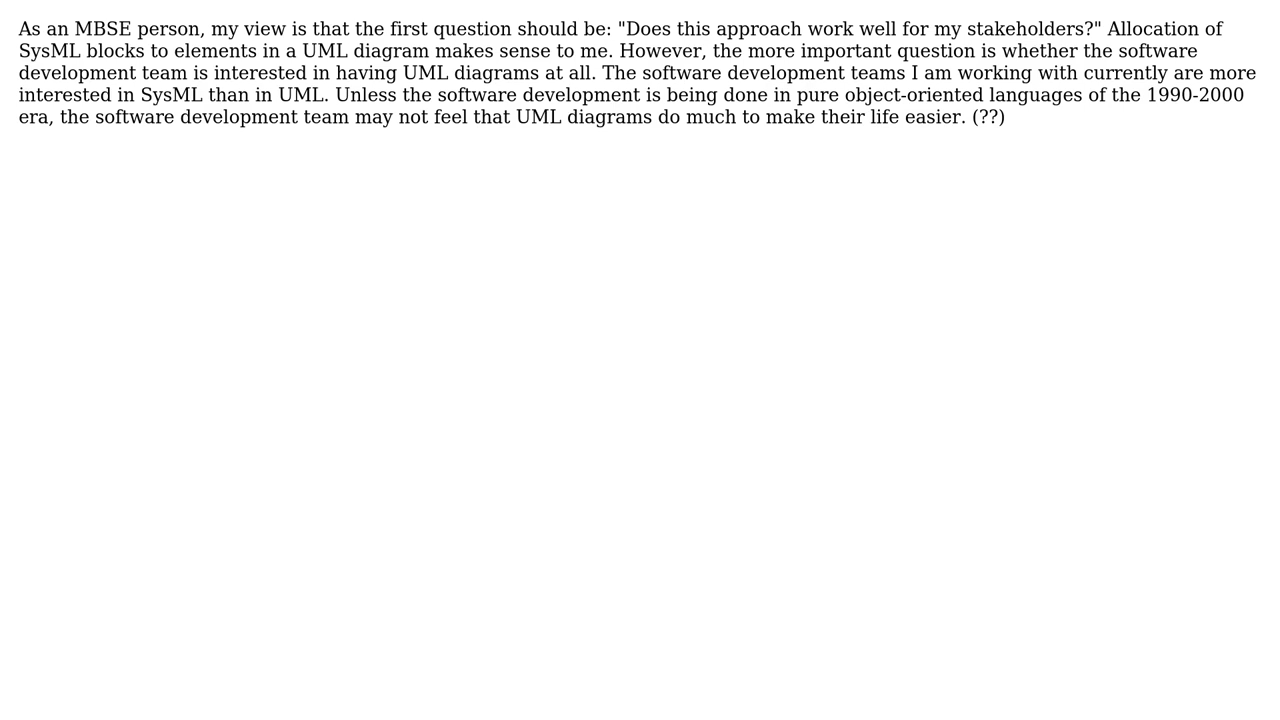 As an MBSE person, my view is that the first question should be: "Does this approach work well for my stakeholders?" Allocation of
SysML blocks to elements in a UML diagram makes sense to me. However, the more important question is whether the software
development team is interested in having UML diagrams at all. The software development teams I am working with currently are more
interested in SysML than in UML. Unless the software development is being done in pure object-oriented languages of the 1990-2000
era, the software development team may not feel that UML diagrams do much to make their life easier. (??)